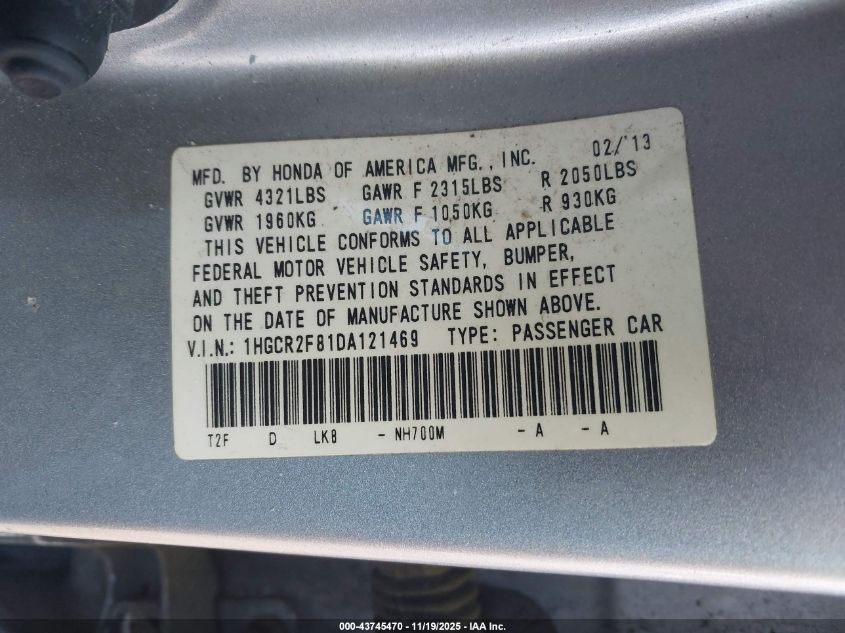 MFD. BY HONDA OF AMERICA MFG., INC. 02/'13
GVWR 4321LBS GAWR F 2315LBS R 2050LBS
GVWR 1960KG GAWR F 1050KG R 930KG
THIS VEHICLE CONFORMS TO ALL APPLICABLE
FEDERAL MOTOR VEHICLE SAFETY, BUMPER,
AND THEFT PREVENTION STANDARDS IN EFFECT
ON THE DATE OF MANUFACTURE SHOWN ABOVE.
V.I.N.: 1HGCR2F81DA121469 TYPE: PASSENGER CAR
T2F D LK8 - NH700M - A - A
000-43745470 - 11/19/2025 - IAA Inc.